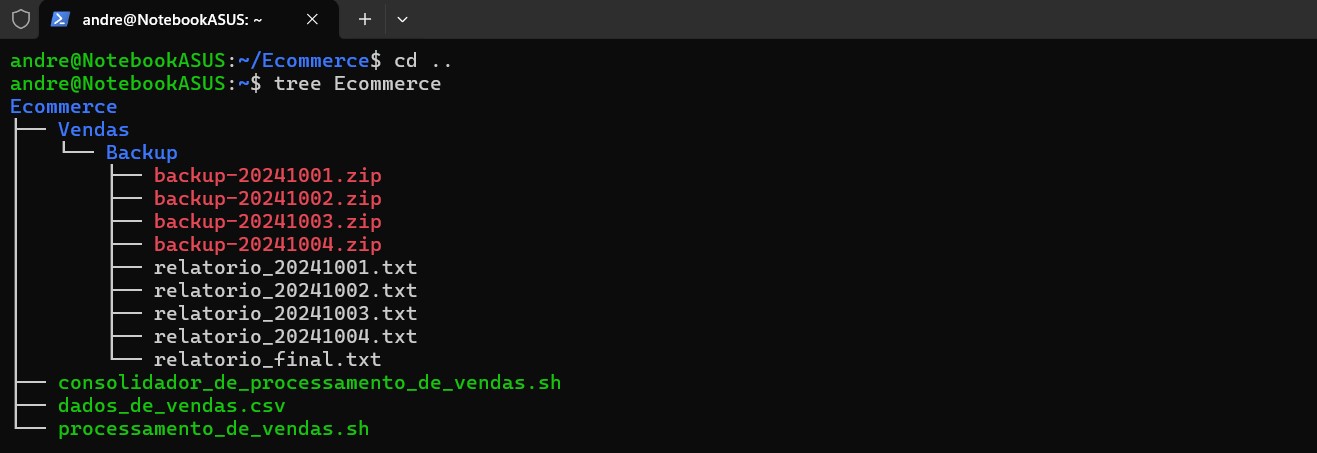 andre@NotebookASUS: ~
andre@NotebookASUS:~/Ecommerce$ cd ..
andre@NotebookASUS:~$ tree Ecommerce
Ecommerce
├── Vendas
│   └── Backup
│       ├── backup-20241001.zip
│       ├── backup-20241002.zip
│       ├── backup-20241003.zip
│       ├── backup-20241004.zip
│       ├── relatorio_20241001.txt
│       ├── relatorio_20241002.txt
│       ├── relatorio_20241003.txt
│       ├── relatorio_20241004.txt
│       └── relatorio_final.txt
├── consolidador_de_processamento_de_vendas.sh
├── dados_de_vendas.csv
└── processamento_de_vendas.sh